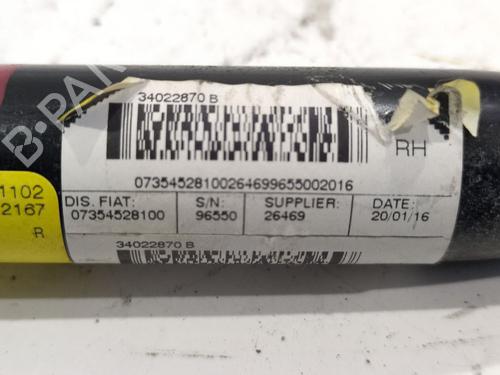 34022870 B
RH
07354528100264699655002016
DIS. FIAT:
07354528100
S/N:
96550
SUPPLIER:
26469
DATE:
20/01/16
34022870 B
1102
2167
R
B-PAR